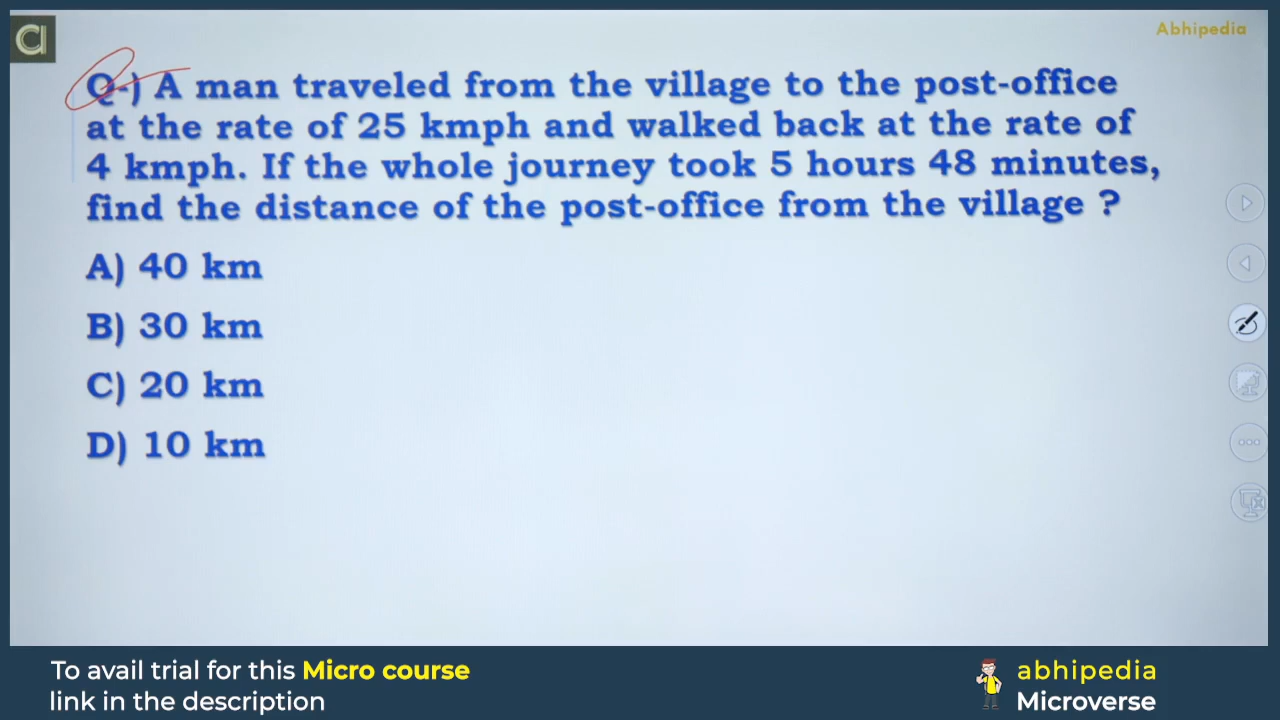 Abhipedia
Q-) A man traveled from the village to the post-office
at the rate of 25 kmph and walked back at the rate of
4 kmph. If the whole journey took 5 hours 48 minutes,
find the distance of the post-office from the village ?
A) 40 km
B) 30 km
C) 20 km
D) 10 km
To avail trial for this Micro course
link in the description
abhipedia
Microverse